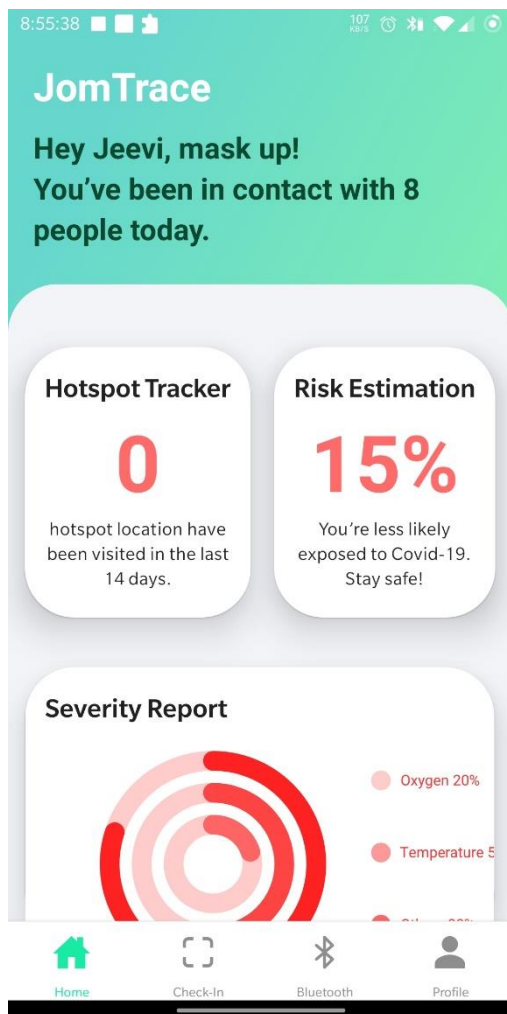 8:55:38
107
KB/S
JomTrace
Hey Jeevi, mask up!
You've been in contact with 8
people today.
Hotspot Tracker
0
hotspot location have
been visited in the last
14 days.
Risk Estimation
15%
You're less likely
exposed to Covid-19.
Stay safe!
Severity Report
Oxygen 20%
Temperature 5
Home
Check-In
Bluetooth
Profile